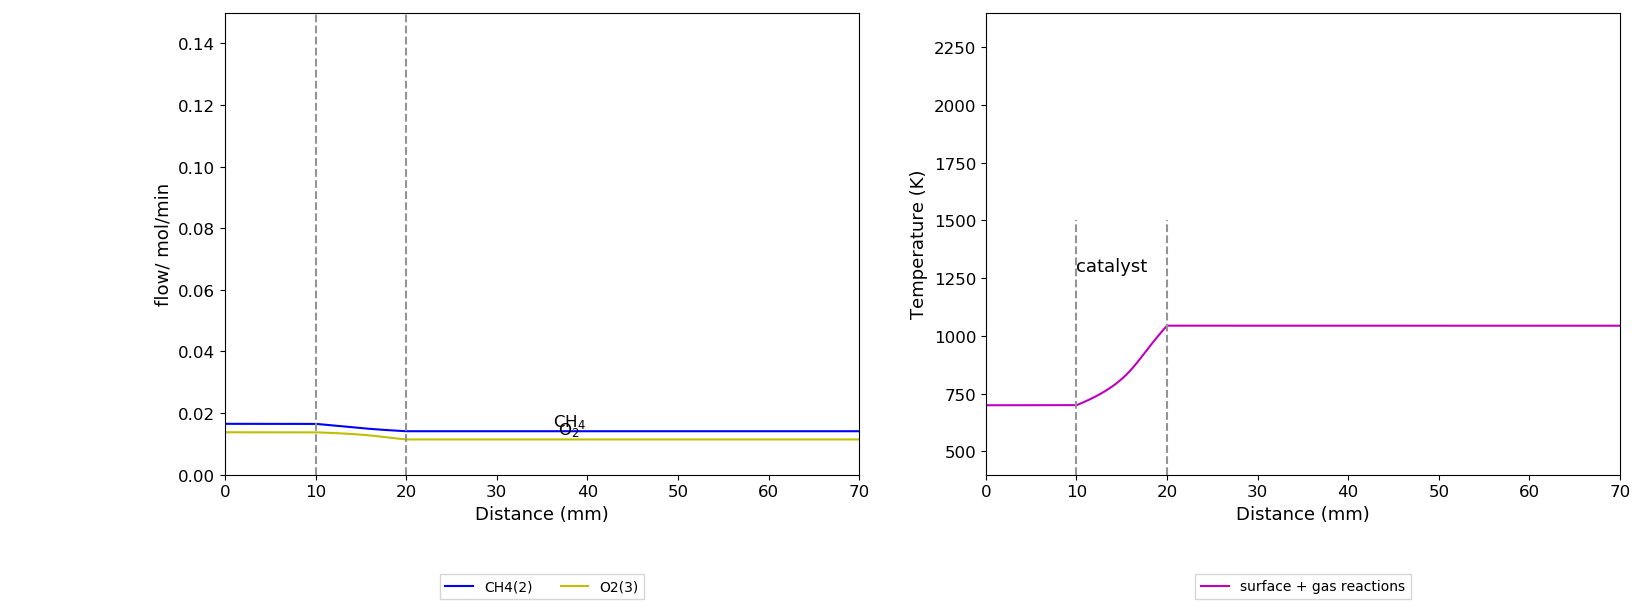 flow/ mol/min
0.14
0.12
0.10
0.08
0.06
0.04
0.02
0.00
CH₄
O₂
0 10 20 30 40 50 60 70
Distance (mm)
CH4(2) O2(3)
Temperature (K)
2250
2000
1750
1500
1250
1000
750
500
catalyst
0 10 20 30 40 50 60 70
Distance (mm)
surface + gas reactions